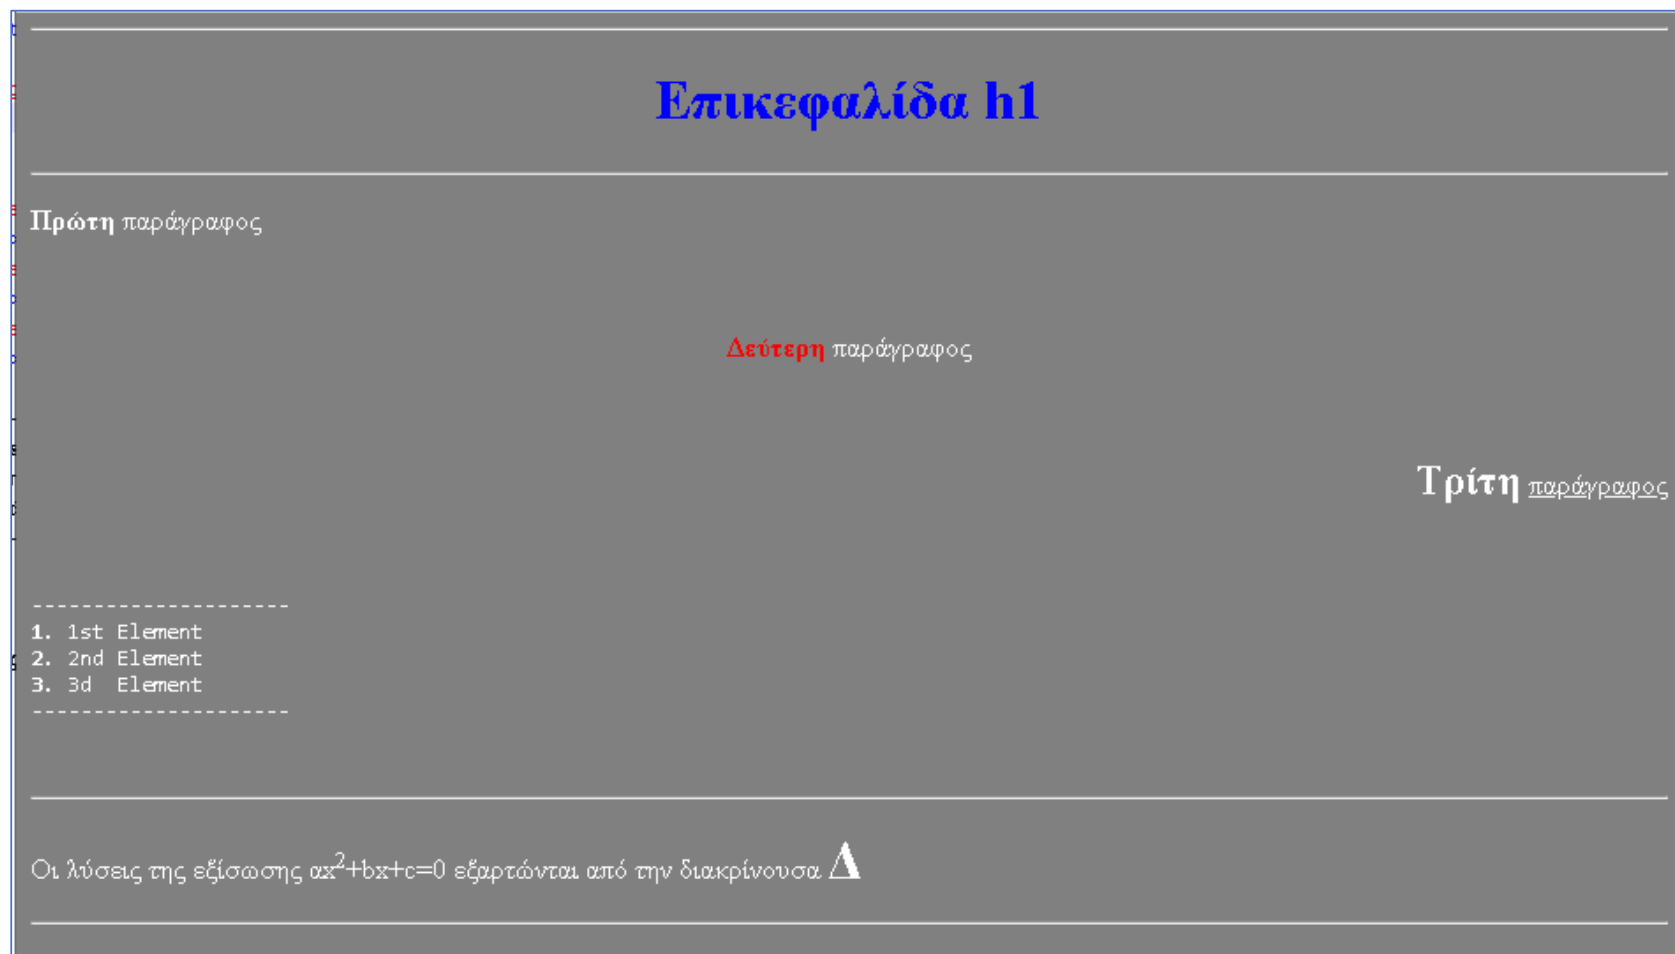 Επικεφαλίδα h1
Πρώτη παράγραφος
Δεύτερη παράγραφος
Τρίτη παράγραφος
---------------------
1. 1st Element
2. 2nd Element
3. 3d  Element
---------------------
Οι λύσεις της εξίσωσης αx²+bx+c=0 εξαρτώνται από την διακρίνουσα Δ